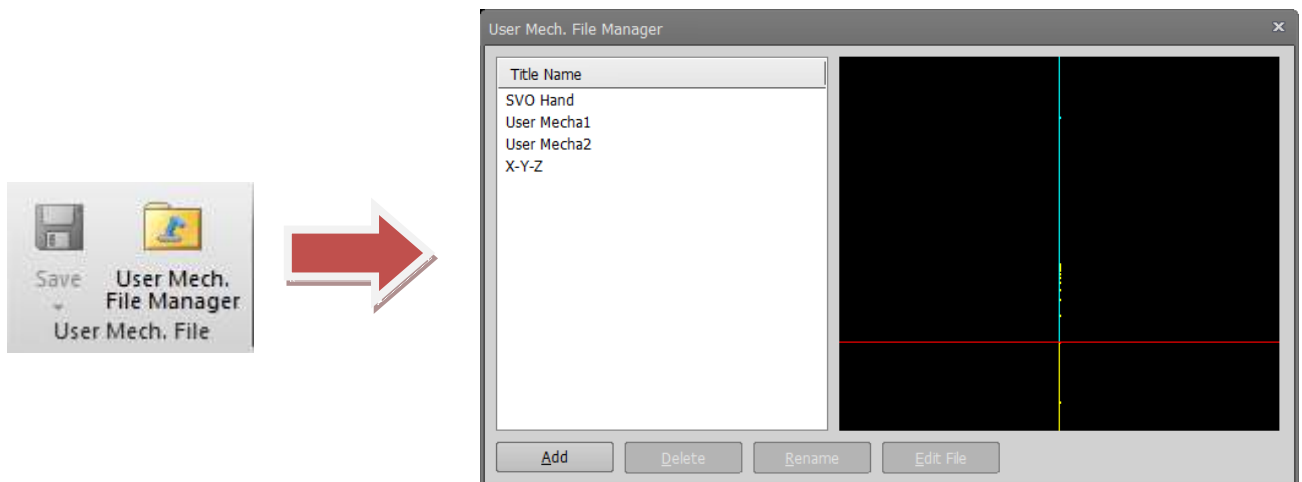 Save
User Mech.
File Manager
User Mech. File
User Mech. File Manager
Title Name
SVO Hand
User Mecha1
User Mecha2
X-Y-Z
Add
Delete
Rename
Edit File